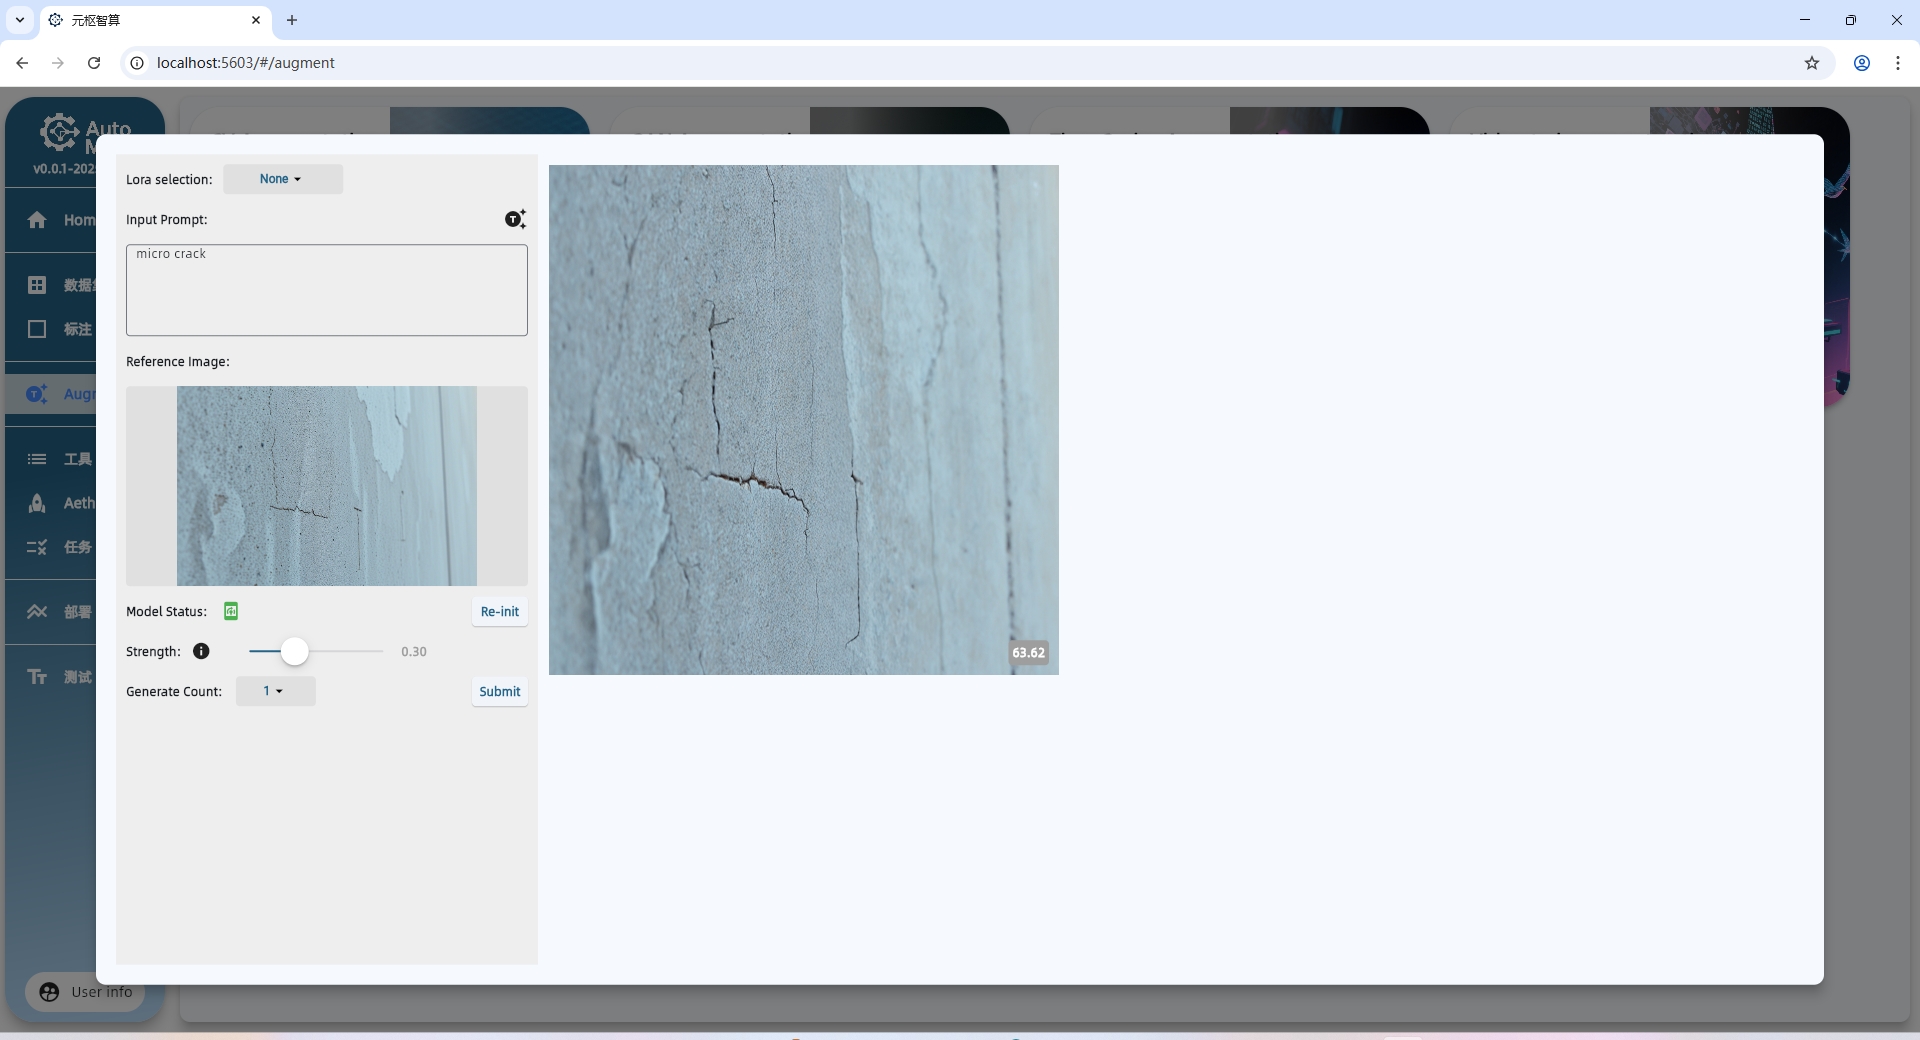 元枢智算
localhost:5603/#/augment
Auto
v0.0.1-202
Hom
数据
标注
Augm
工具
Aeth
任务
部署
测试
User info
Lora selection:
None
Input Prompt:
micro crack
Reference Image:
Model Status:
Re-init
Strength:
0.30
Generate Count:
1
Submit
63.62